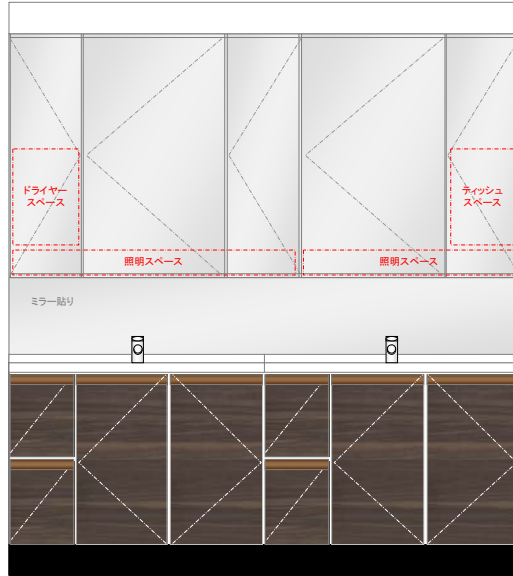 ドライヤー
スペース
ティッシュ
スペース
照明スペース
照明スペース
ミラー貼り